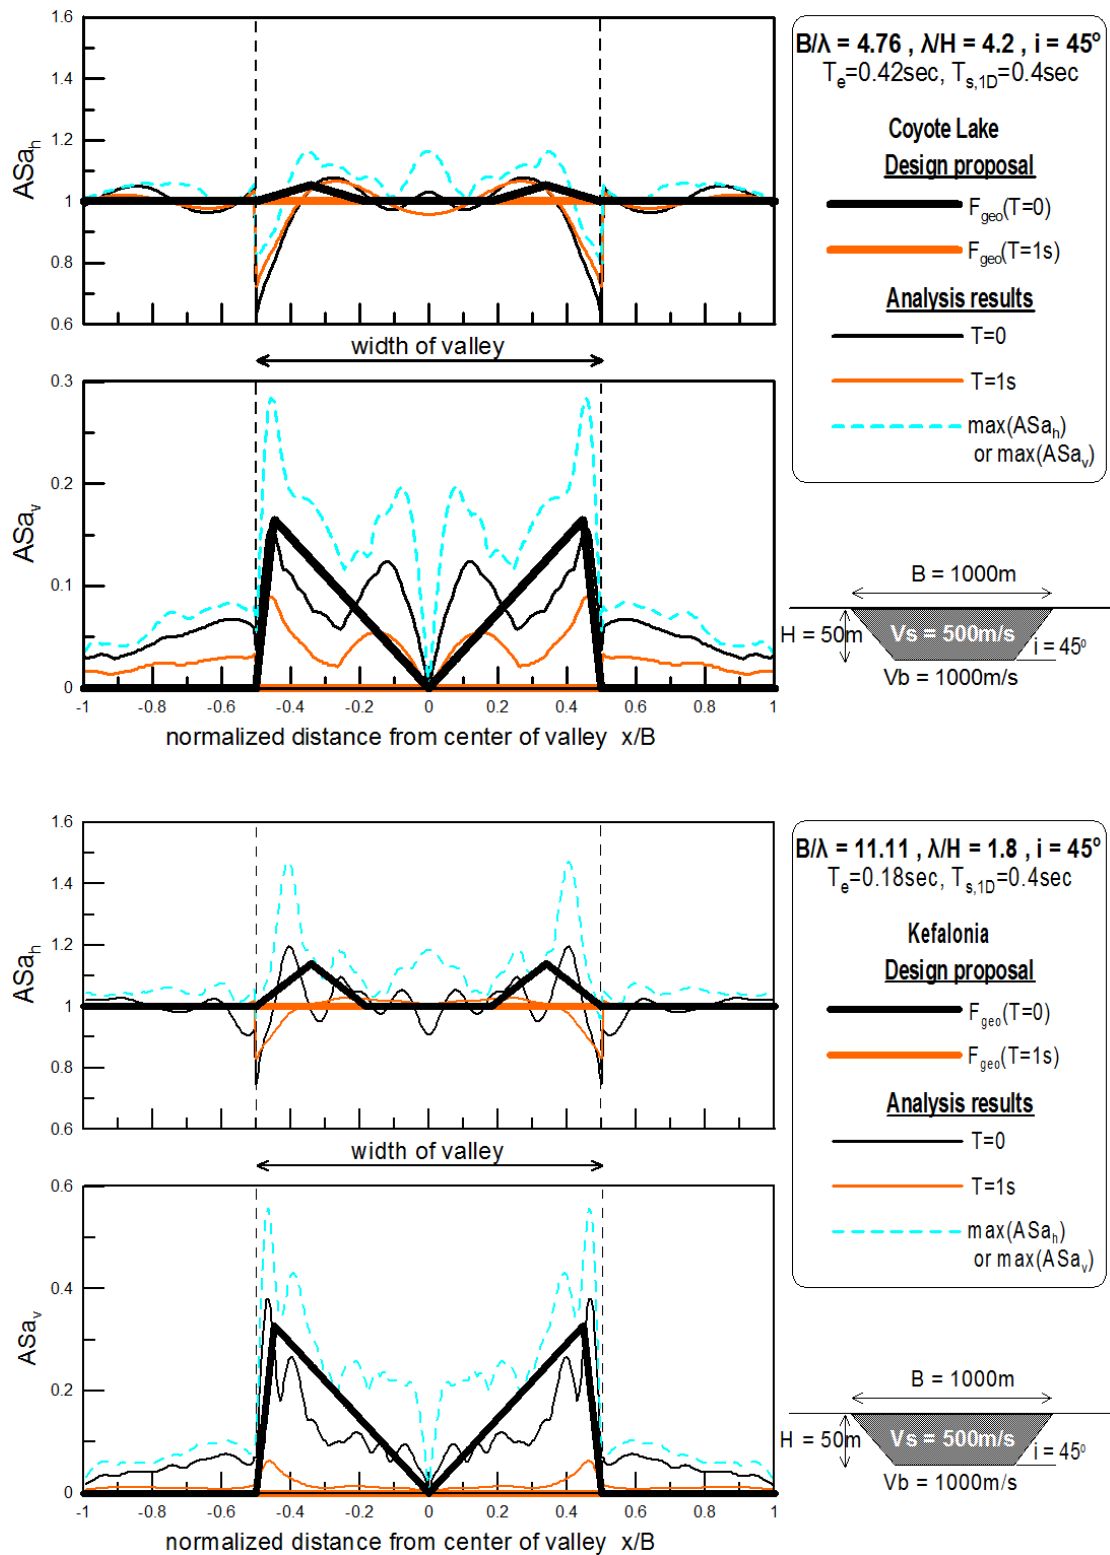 1.6
1.4
1.2
1
0.8
0.6
ASa_h
width of valley
0.3
0.2
0.1
0
ASa_v
-1 -0.8 -0.6 -0.4 -0.2 0 0.2 0.4 0.6 0.8 1
normalized distance from center of valley x/B
B/λ = 4.76 , λ/H = 4.2 , i = 45º
T_e=0.42sec, T_s,1D=0.4sec
Coyote Lake
Design proposal
F_geo(T=0)
F_geo(T=1s)
Analysis results
T=0
T=1s
max(ASa_h)
or max(ASa_v)
B = 1000m
H = 50m
Vs = 500m/s
i = 45º
Vb = 1000m/s
1.6
1.4
1.2
1
0.8
0.6
ASa_h
width of valley
0.6
0.4
0.2
0
ASa_v
-1 -0.8 -0.6 -0.4 -0.2 0 0.2 0.4 0.6 0.8 1
normalized distance from center of valley x/B
B/λ = 11.11 , λ/H = 1.8 , i = 45º
T_e=0.18sec, T_s,1D=0.4sec
Kefalonia
Design proposal
F_geo(T=0)
F_geo(T=1s)
Analysis results
T=0
T=1s
max(ASa_h)
or max(ASa_v)
B = 1000m
H = 50m
Vs = 500m/s
i = 45º
Vb = 1000m/s